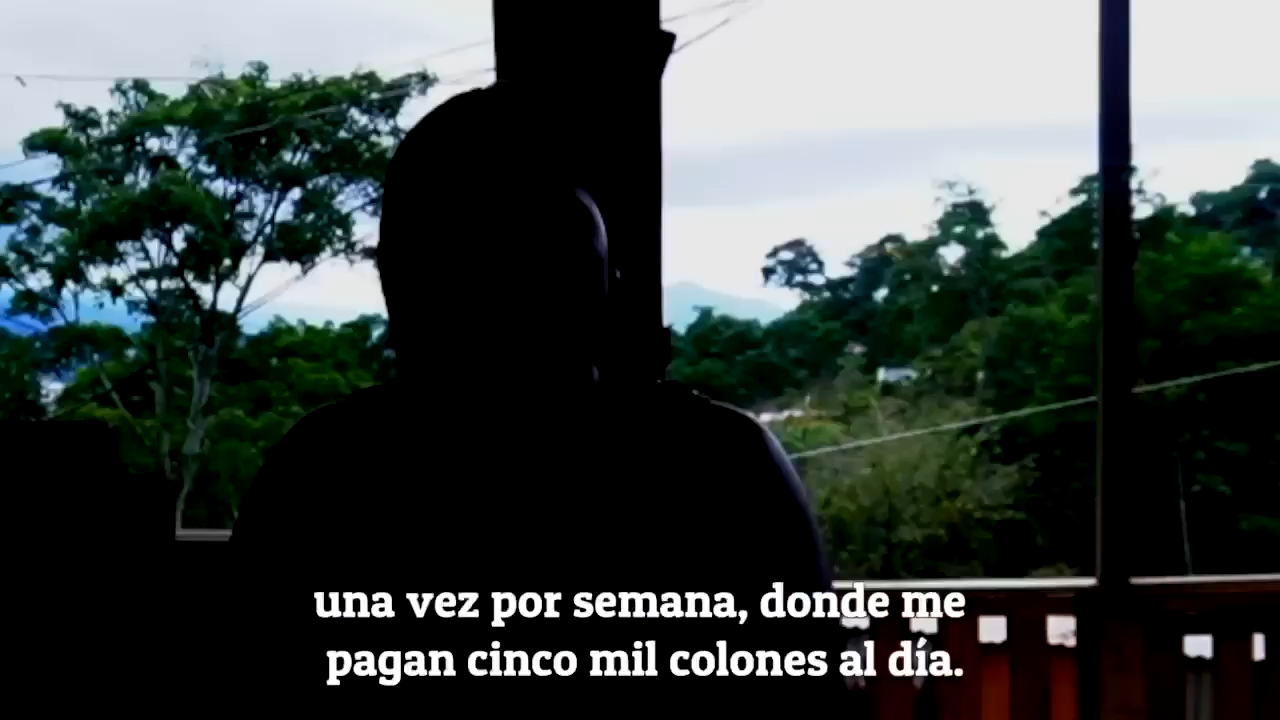 una vez por semana, donde me
pagan cinco mil colones al día.